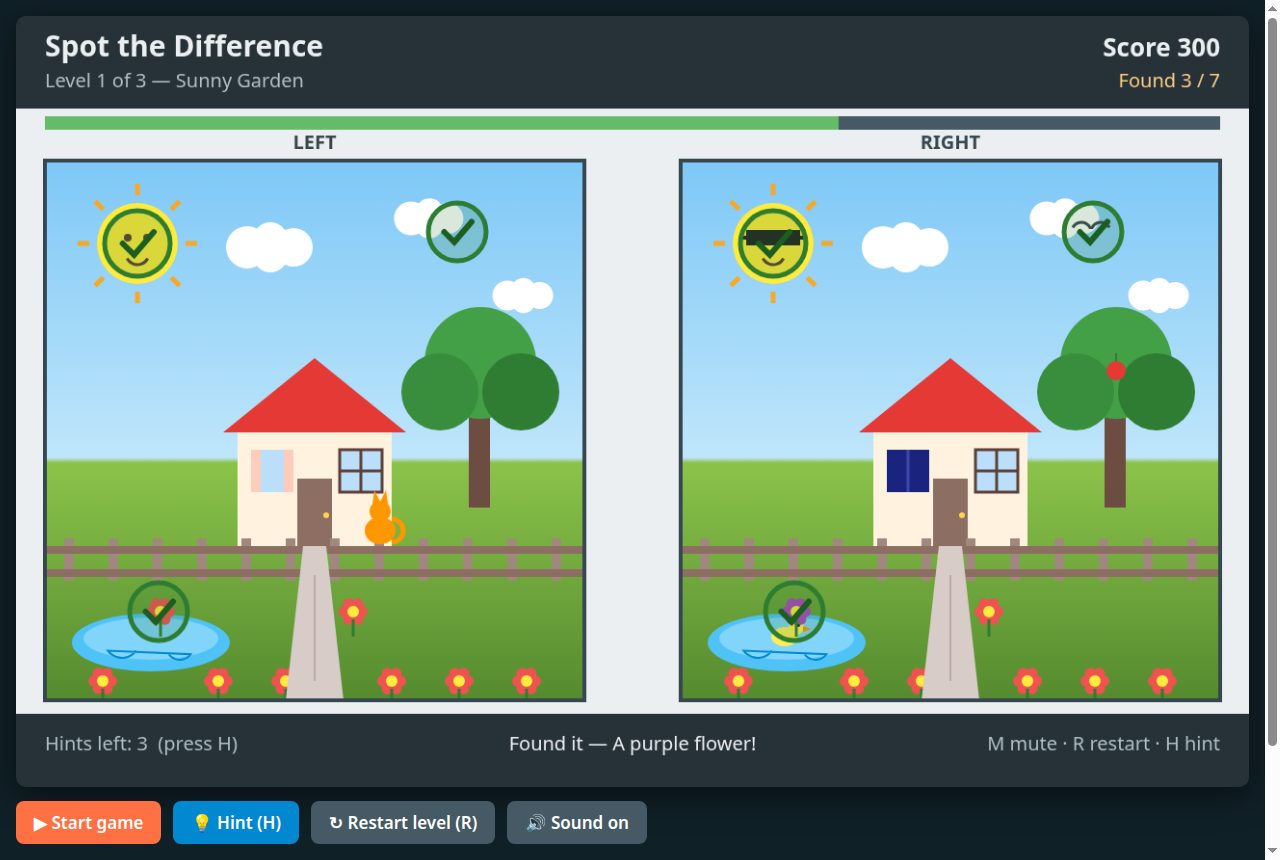 Spot the Difference
Score 300
Level 1 of 3 — Sunny Garden
Found 3 / 7
LEFT
RIGHT
Hints left: 3 (press H)
Found it — A purple flower!
M mute · R restart · H hint
▶ Start game
💡 Hint (H)
↻ Restart level (R)
🔊 Sound on